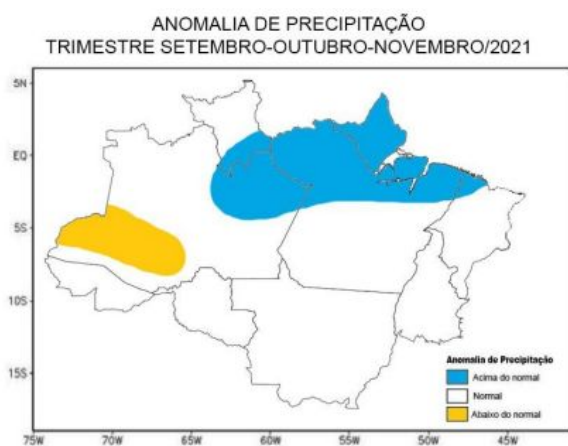 ANOMALIA DE PRECIPITAÇÃO
TRIMESTRE SETEMBRO-OUTUBRO-NOVEMBRO/2021
5N
EQ
5S
10S
15S
75W
70W
65W
60W
55W
50W
45W
Anomalia de Precipitação
Acima do normal
Normal
Abaixo do normal